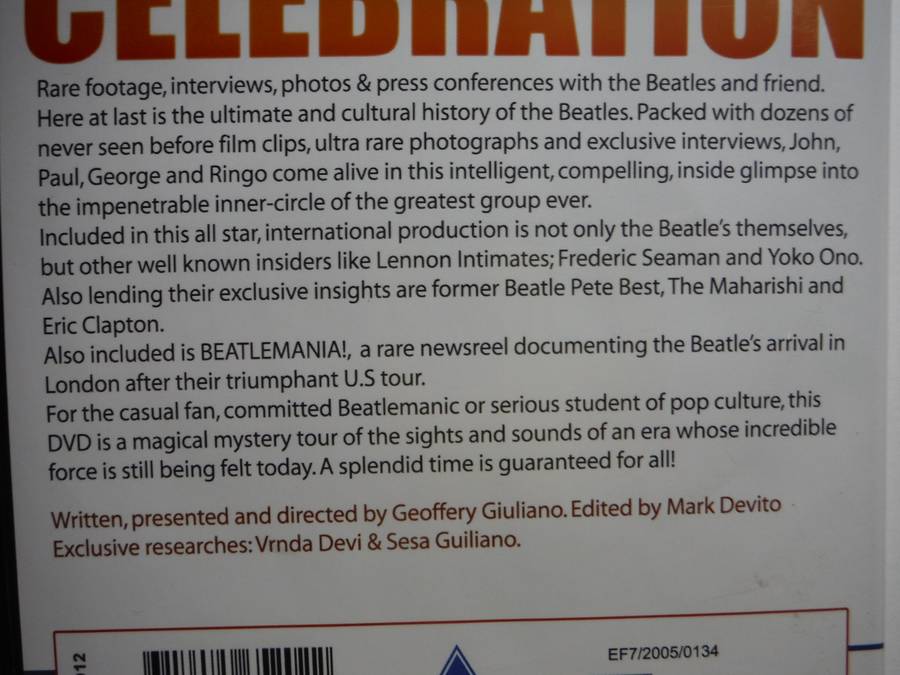 CELEBRATION
Rare footage, interviews, photos & press conferences with the Beatles and friend.
Here at last is the ultimate and cultural history of the Beatles. Packed with dozens of
never seen before film clips, ultra rare photographs and exclusive interviews, John,
Paul, George and Ringo come alive in this intelligent, compelling, inside glimpse into
the impenetrable inner-circle of the greatest group ever.
Included in this all star, international production is not only the Beatle's themselves,
but other well known insiders like Lennon Intimates; Frederic Seaman and Yoko Ono.
Also lending their exclusive insights are former Beatle Pete Best, The Maharishi and
Eric Clapton.
Also included is BEATLEMANIA!, a rare newsreel documenting the Beatle's arrival in
London after their triumphant U.S tour.
For the casual fan, committed Beatlemanic or serious student of pop culture, this
DVD is a magical mystery tour of the sights and sounds of an era whose incredible
force is still being felt today. A splendid time is guaranteed for all!
Written, presented and directed by Geoffery Giuliano. Edited by Mark Devito
Exclusive researches: Vrnda Devi & Sesa Guiliano.
EF7/2005/0134